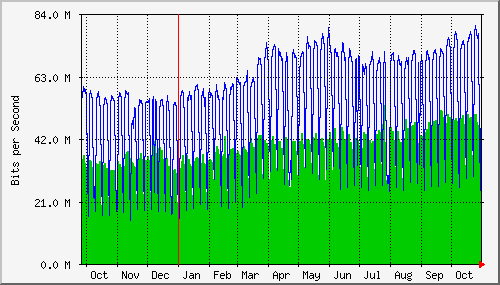 84.0 M
63.0 M
42.0 M
21.0 M
0.0 M
Bits per Second
Oct Nov Dec Jan Feb Mar Apr May Jun Jul Aug Sep Oct